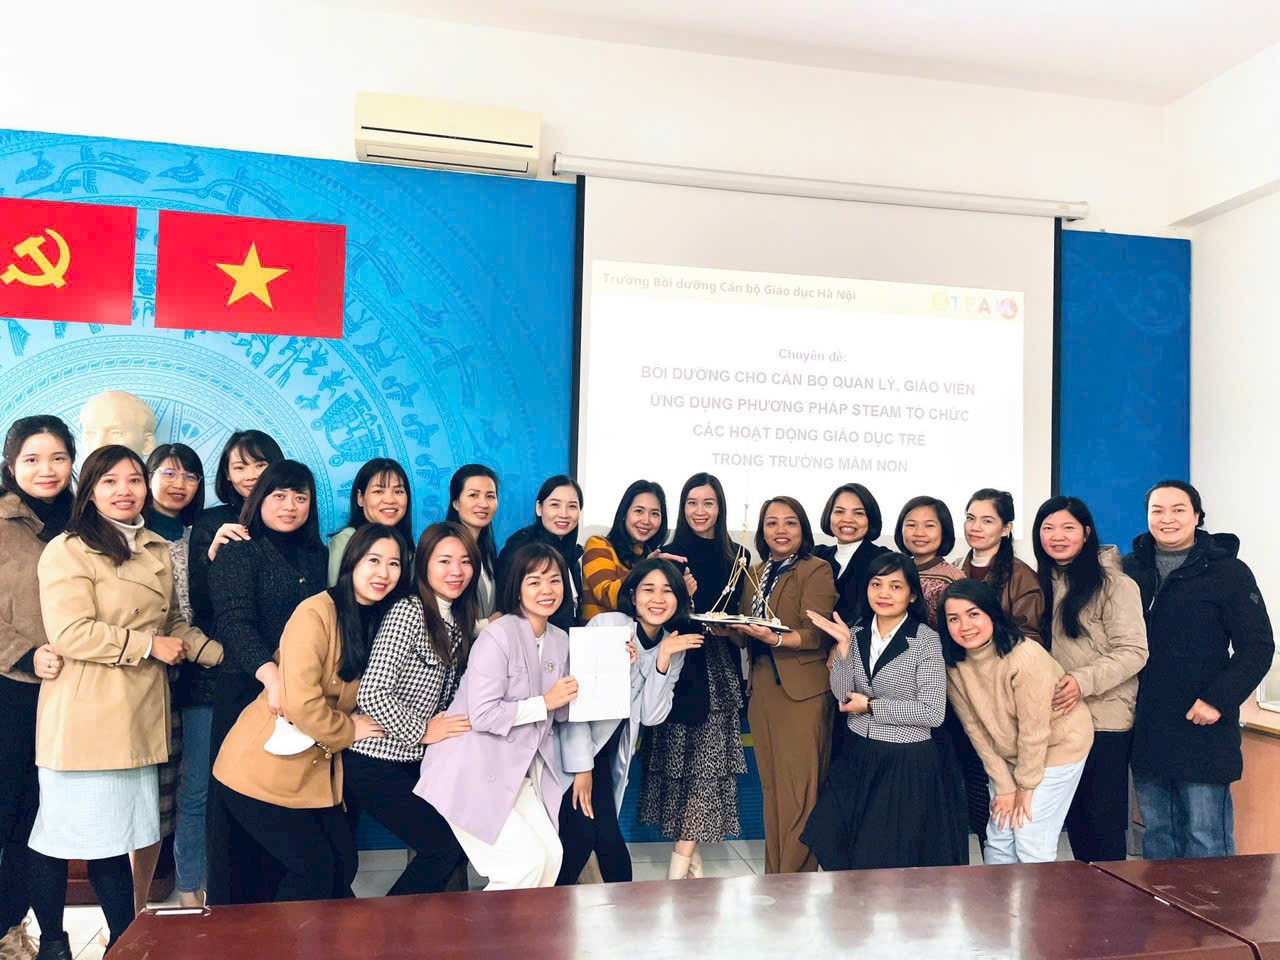 Trường Bồi dưỡng Cán bộ Giáo dục Hà Nội
STEAM
Chuyên đề:
BỒI DƯỠNG CHO CÁN BỘ QUẢN LÝ, GIÁO VIÊN
ỨNG DỤNG PHƯƠNG PHÁP STEAM TỔ CHỨC
CÁC HOẠT ĐỘNG GIÁO DỤC TRẺ
TRONG TRƯỜNG MẦM NON